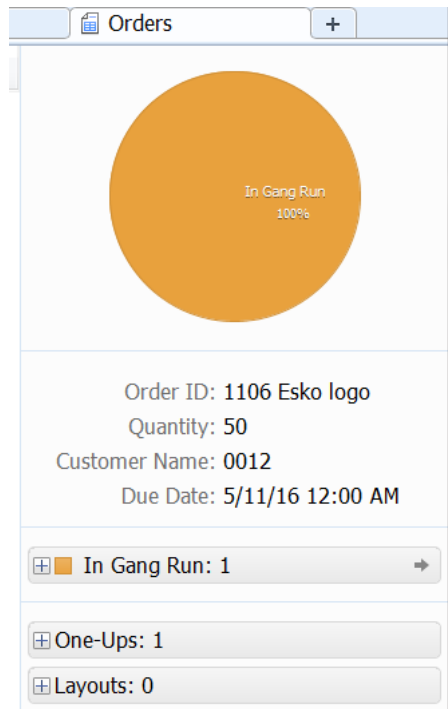 Orders
+
In Gang Run
100%
Order ID: 1106 Esko logo
Quantity: 50
Customer Name: 0012
Due Date: 5/11/16 12:00 AM
In Gang Run: 1
One-Ups: 1
Layouts: 0